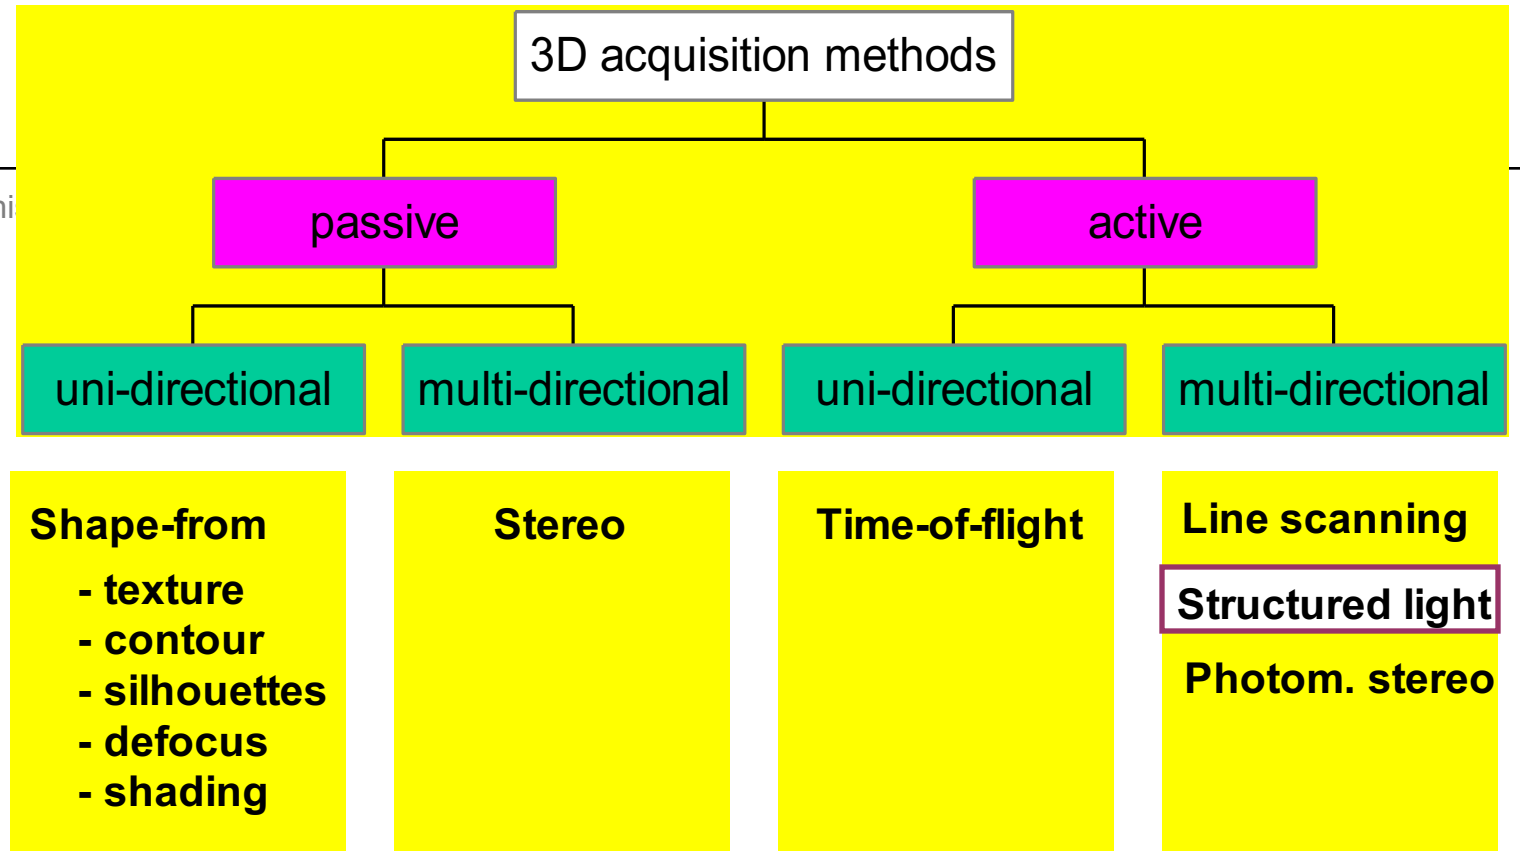 3D acquisition methods
passive
active
uni-directional
multi-directional
uni-directional
multi-directional
Shape-from
- texture
- contour
- silhouettes
- defocus
- shading
Stereo
Time-of-flight
Line scanning
Structured light
Photom. stereo